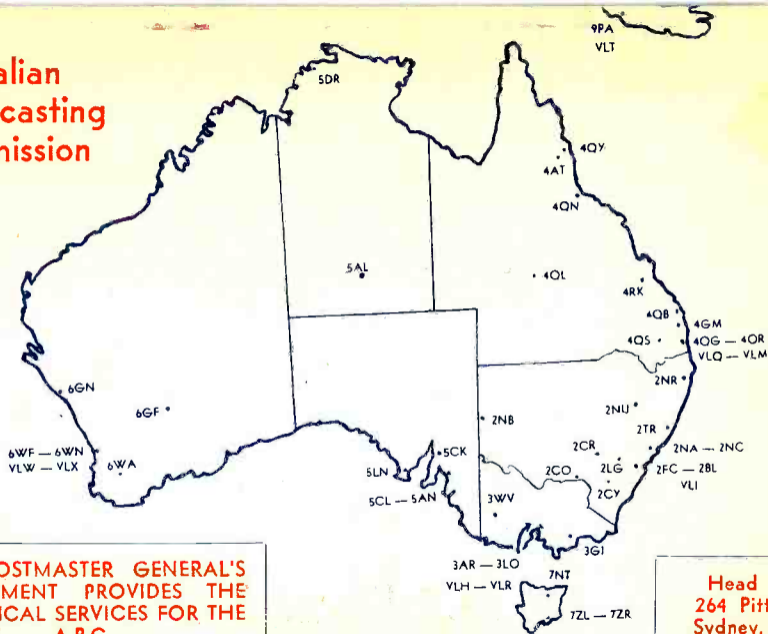 9PA
VLT
alian
casting
nission
5DR
4QY
4AT
4QN
5AL
4QL
4RK
4QB
4GM
4QS
4QG — 4QR
VLQ — VLM
2NR
6GN
6GF
2NU
2NB
2TR
6WF — 6WN
VLW — VLX
6WA
5CK
2CR
2NA — 2NC
5LN
2CO
2LG
2FC — 2BL
VLI
5CL — 5AN
3WV
2CY
3GI
3AR — 3LO
VLH — VLR
7NT
7ZL — 7ZR
OSTMASTER GENERAL'S
MENT PROVIDES THE
ICAL SERVICES FOR THE
A.B.C.
Head
264 Pitt
Sydney.